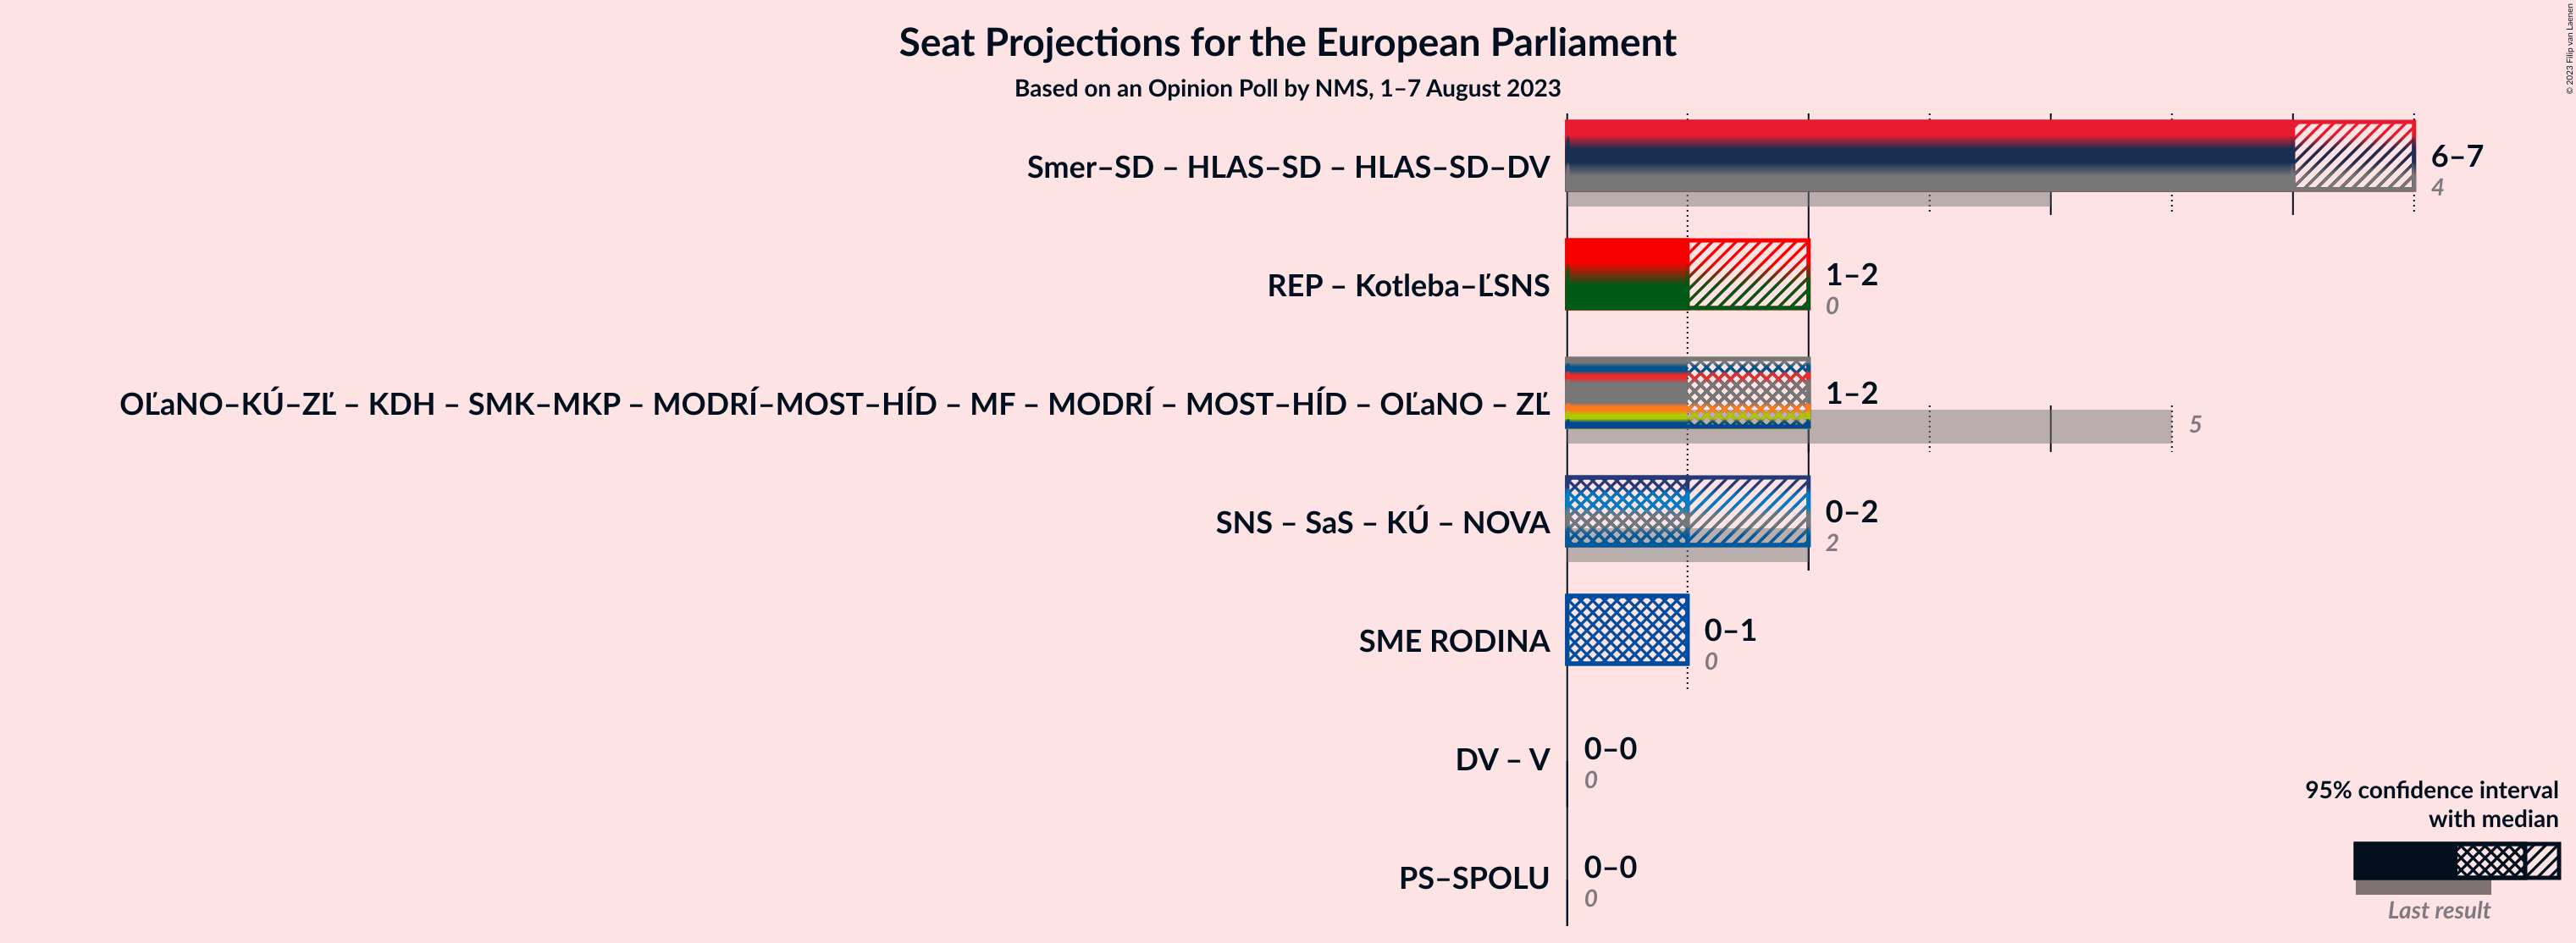 Seat Projections for the European Parliament
Based on an Opinion Poll by NMS, 1–7 August 2023
© 2023 Filip van Laenen
Smer–SD – HLAS–SD – HLAS–SD–DV
6–7
4
REP – Kotleba–ĽSNS
1–2
0
OĽaNO–KÚ–ZĽ – KDH – SMK–MKP – MODRÍ–MOST–HÍD – MF – MODRÍ – MOST–HÍD – OĽaNO – ZĽ
1–2
5
SNS – SaS – KÚ – NOVA
0–2
2
SME RODINA
0–1
0
DV – V
0–0
0
PS–SPOLU
0–0
0
95% confidence interval
with median
Last result